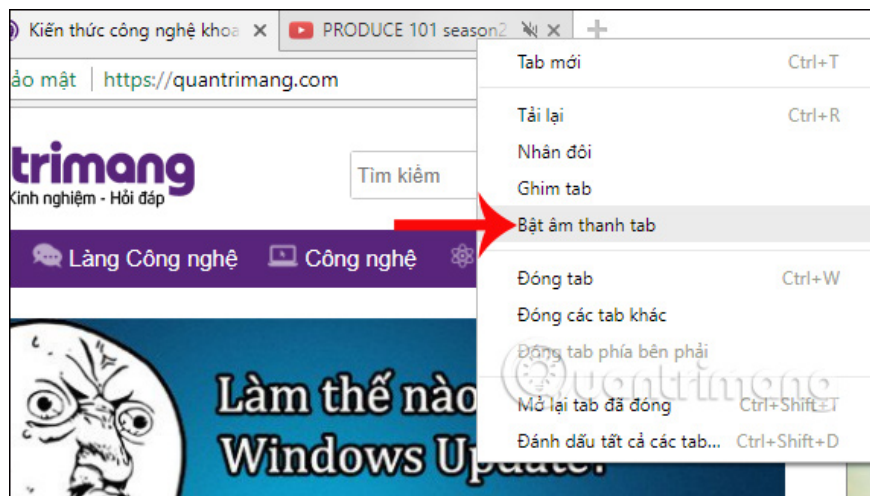 Kiến thức công nghệ khoa
PRODUCE 101 season2
ảo mật | https://quantrimang.com
trimang
Kinh nghiệm - Hỏi đáp
Tìm kiếm
Làng Công nghệ
Công nghệ
Làm thế nào
Windows Update?
Tab mới Ctrl+T
Tải lại Ctrl+R
Nhân đôi
Ghim tab
Bật âm thanh tab
Đóng tab Ctrl+W
Đóng các tab khác
Đóng tab phía bên phải
Quantrimang
Mở lại tab đã đóng Ctrl+Shift+T
Đánh dấu tất cả các tab... Ctrl+Shift+D